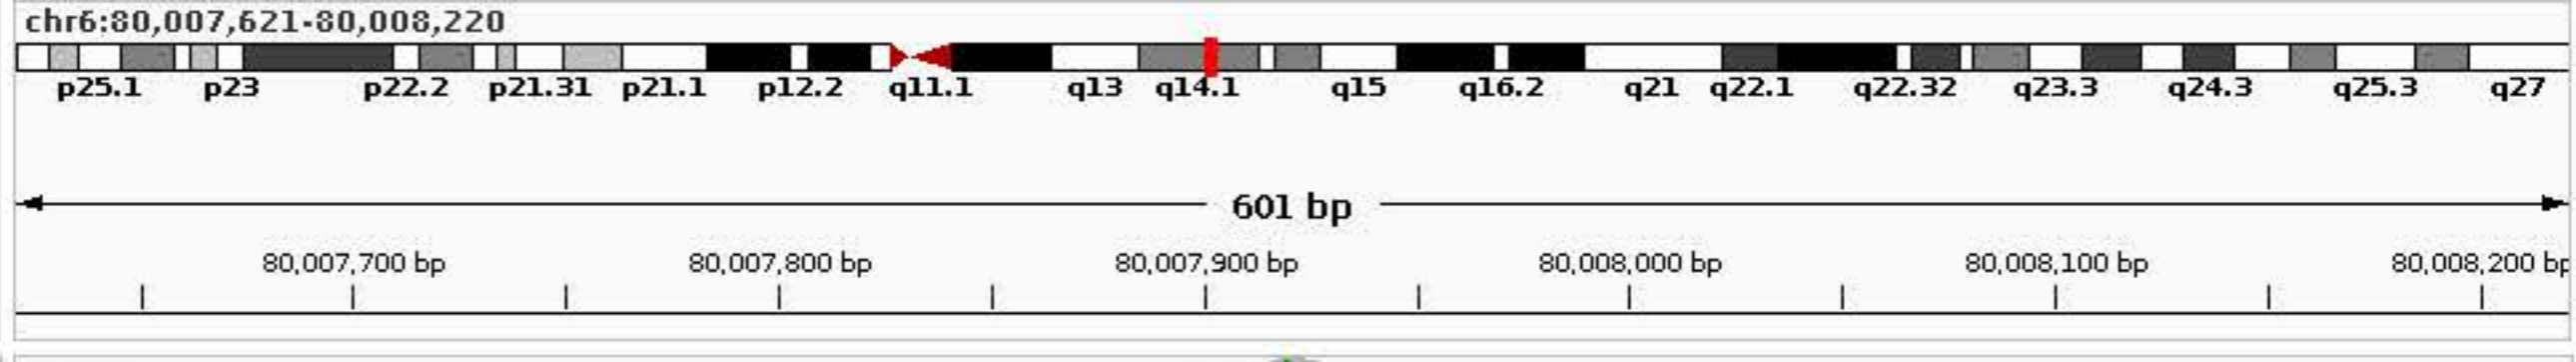 chr6:80,007,621-80,008,220
p25.1 p23 p22.2 p21.31 p21.1 p12.2 q11.1 q13 q14.1 q15 q16.2 q21 q22.1 q22.32 q23.3 q24.3 q25.3 q27
601 bp
80,007,700 bp 80,007,800 bp 80,007,900 bp 80,008,000 bp 80,008,100 bp 80,008,200 bp